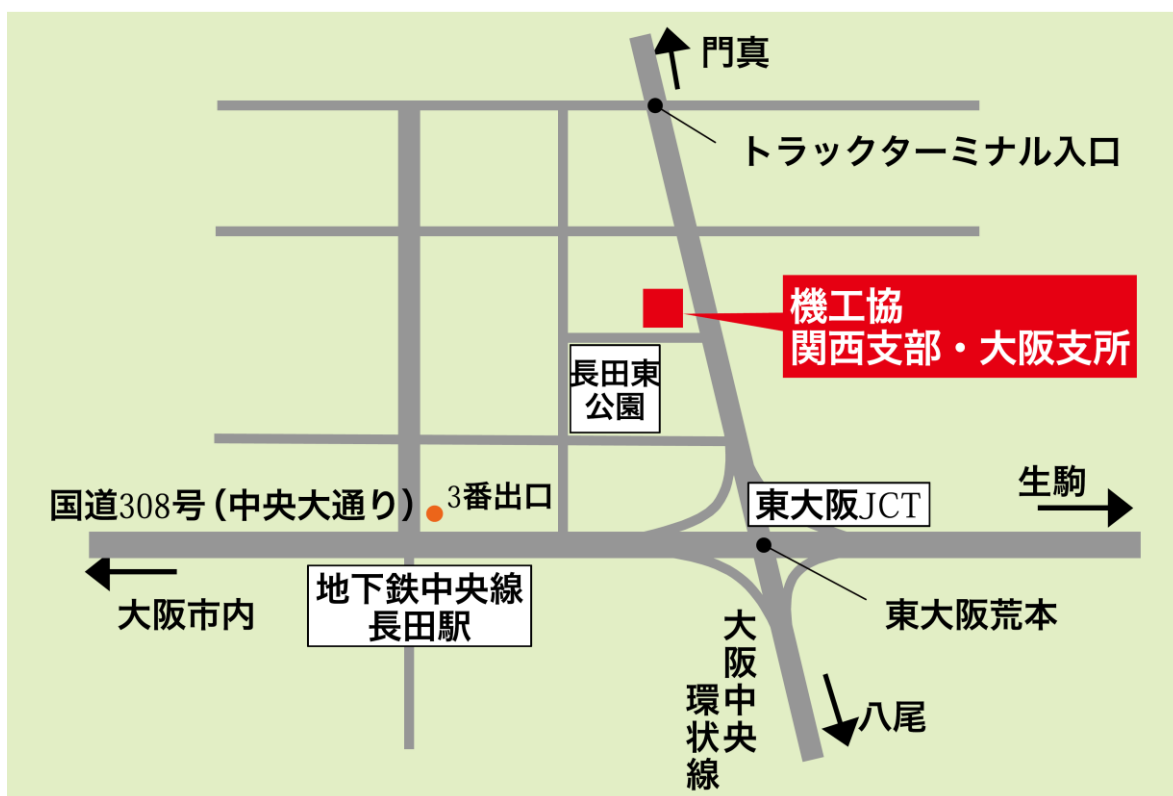 門真
トラックターミナル入口
機工協
関西支部・大阪支所
長田東
公園
生駒
国道308号(中央大通り)
3番出口
東大阪JCT
大阪市内
地下鉄中央線
長田駅
東大阪荒本
大阪中央
環状線
八尾